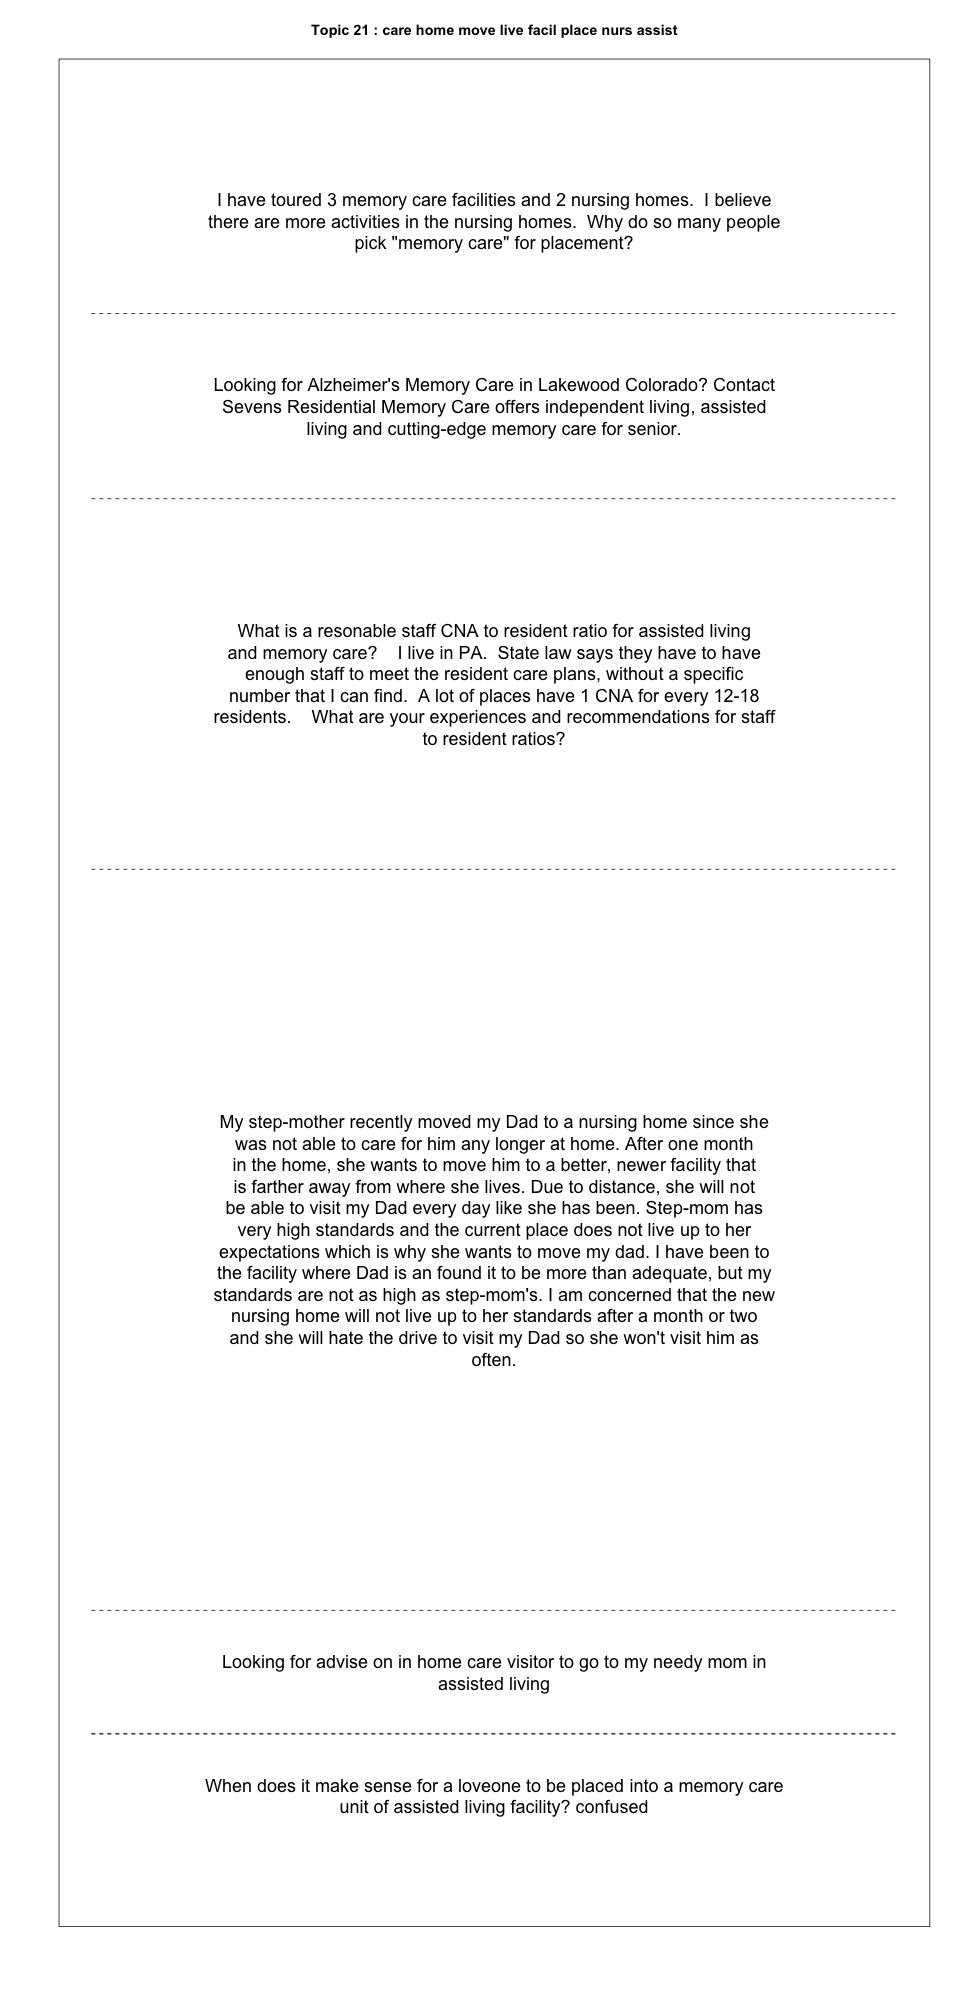 Topic 21 : care home move live facil place nurs assist
I have toured 3 memory care facilities and 2 nursing homes.  I believe
there are more activities in the nursing homes.  Why do so many people
pick "memory care" for placement?
Looking for Alzheimer's Memory Care in Lakewood Colorado? Contact
Sevens Residential Memory Care offers independent living, assisted
living and cutting-edge memory care for senior.
What is a resonable staff CNA to resident ratio for assisted living
and memory care?    I live in PA.  State law says they have to have
enough staff to meet the resident care plans, without a specific
number that I can find.  A lot of places have 1 CNA for every 12-18
residents.    What are your experiences and recommendations for staff
to resident ratios?
My step-mother recently moved my Dad to a nursing home since she
was not able to care for him any longer at home. After one month
in the home, she wants to move him to a better, newer facility that
is farther away from where she lives. Due to distance, she will not
be able to visit my Dad every day like she has been. Step-mom has
very high standards and the current place does not live up to her
expectations which is why she wants to move my dad. I have been to
the facility where Dad is an found it to be more than adequate, but my
standards are not as high as step-mom's. I am concerned that the new
nursing home will not live up to her standards after a month or two
and she will hate the drive to visit my Dad so she won't visit him as
often.
Looking for advise on in home care visitor to go to my needy mom in
assisted living
When does it make sense for a loveone to be placed into a memory care
unit of assisted living facility? confused